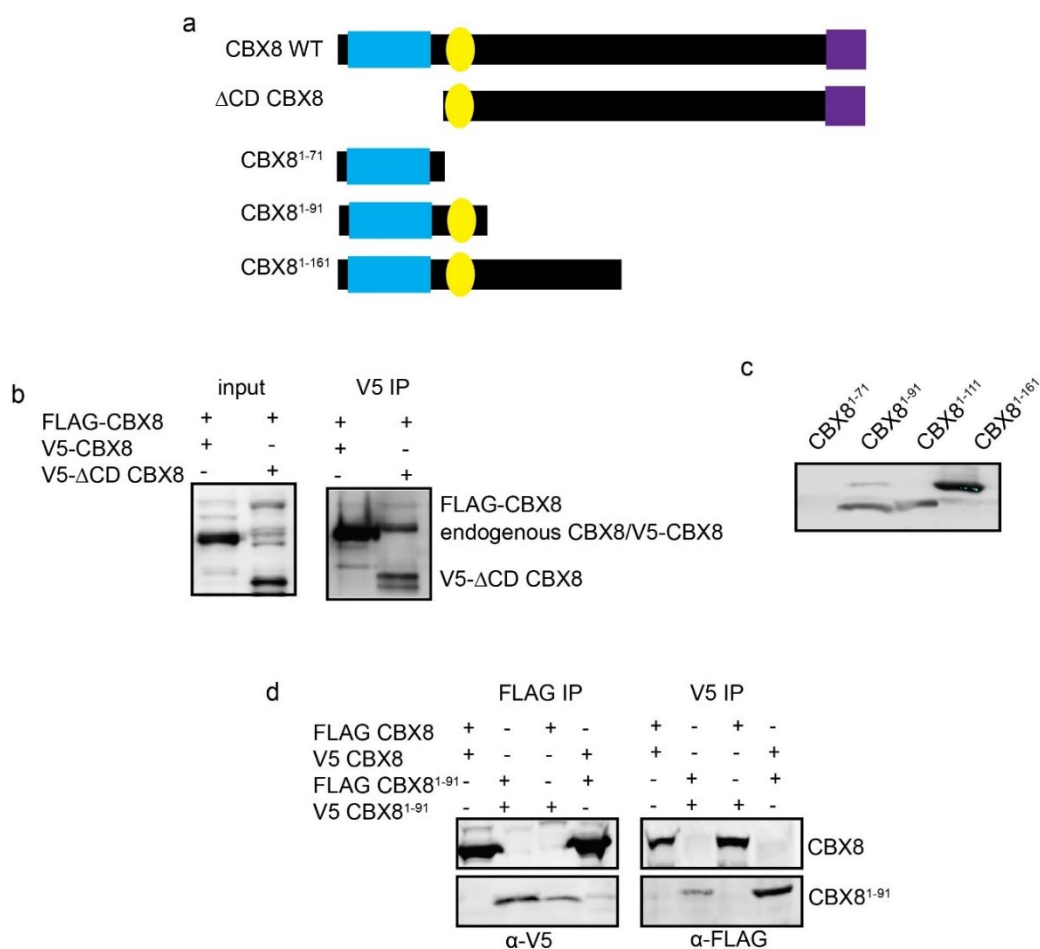 a
CBX8 WT
ΔCD CBX8
CBX8¹⁻⁷¹
CBX8¹⁻⁹¹
CBX8¹⁻¹⁶¹
b
input V5 IP
FLAG-CBX8 + + + +
V5-CBX8 + - + -
V5-ΔCD CBX8 - + - +
FLAG-CBX8
endogenous CBX8/V5-CBX8
V5-ΔCD CBX8
c
CBX8¹⁻⁷¹ CBX8¹⁻⁹¹ CBX8¹⁻¹¹¹ CBX8¹⁻¹⁶¹
d
FLAG IP V5 IP
FLAG CBX8 + - + - + - + -
V5 CBX8 + - - + + - - +
FLAG CBX8¹⁻⁹¹ - + - + - + - +
V5 CBX8¹⁻⁹¹ - + + - - + + -
CBX8
CBX8¹⁻⁹¹
α-V5 α-FLAG